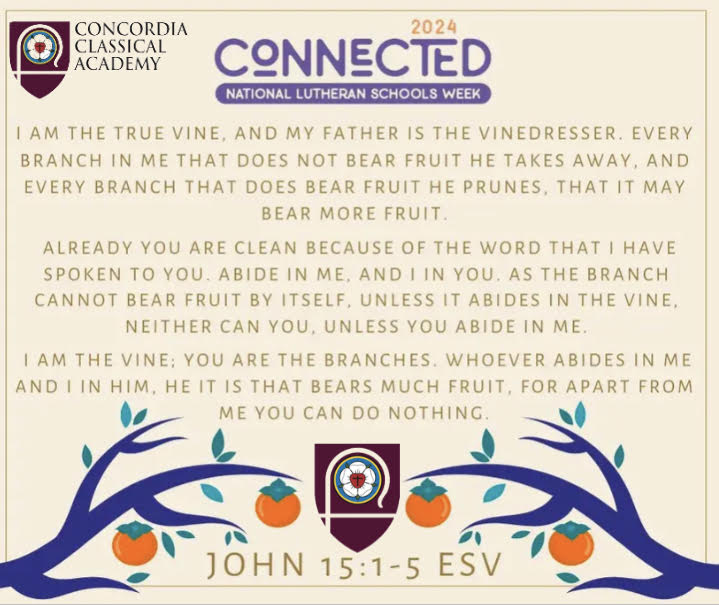 CONCORDIA
CLASSICAL
ACADEMY
2024
CONNECTED
NATIONAL LUTHERAN SCHOOLS WEEK
I AM THE TRUE VINE, AND MY FATHER IS THE VINEDRESSER. EVERY
BRANCH IN ME THAT DOES NOT BEAR FRUIT HE TAKES AWAY, AND
EVERY BRANCH THAT DOES BEAR FRUIT HE PRUNES, THAT IT MAY
BEAR MORE FRUIT.
ALREADY YOU ARE CLEAN BECAUSE OF THE WORD THAT I HAVE
SPOKEN TO YOU. ABIDE IN ME, AND I IN YOU. AS THE BRANCH
CANNOT BEAR FRUIT BY ITSELF, UNLESS IT ABIDES IN THE VINE,
NEITHER CAN YOU, UNLESS YOU ABIDE IN ME.
I AM THE VINE; YOU ARE THE BRANCHES. WHOEVER ABIDES IN ME
AND I IN HIM, HE IT IS THAT BEARS MUCH FRUIT, FOR APART FROM
ME YOU CAN DO NOTHING.
JOHN 15:1-5 ESV